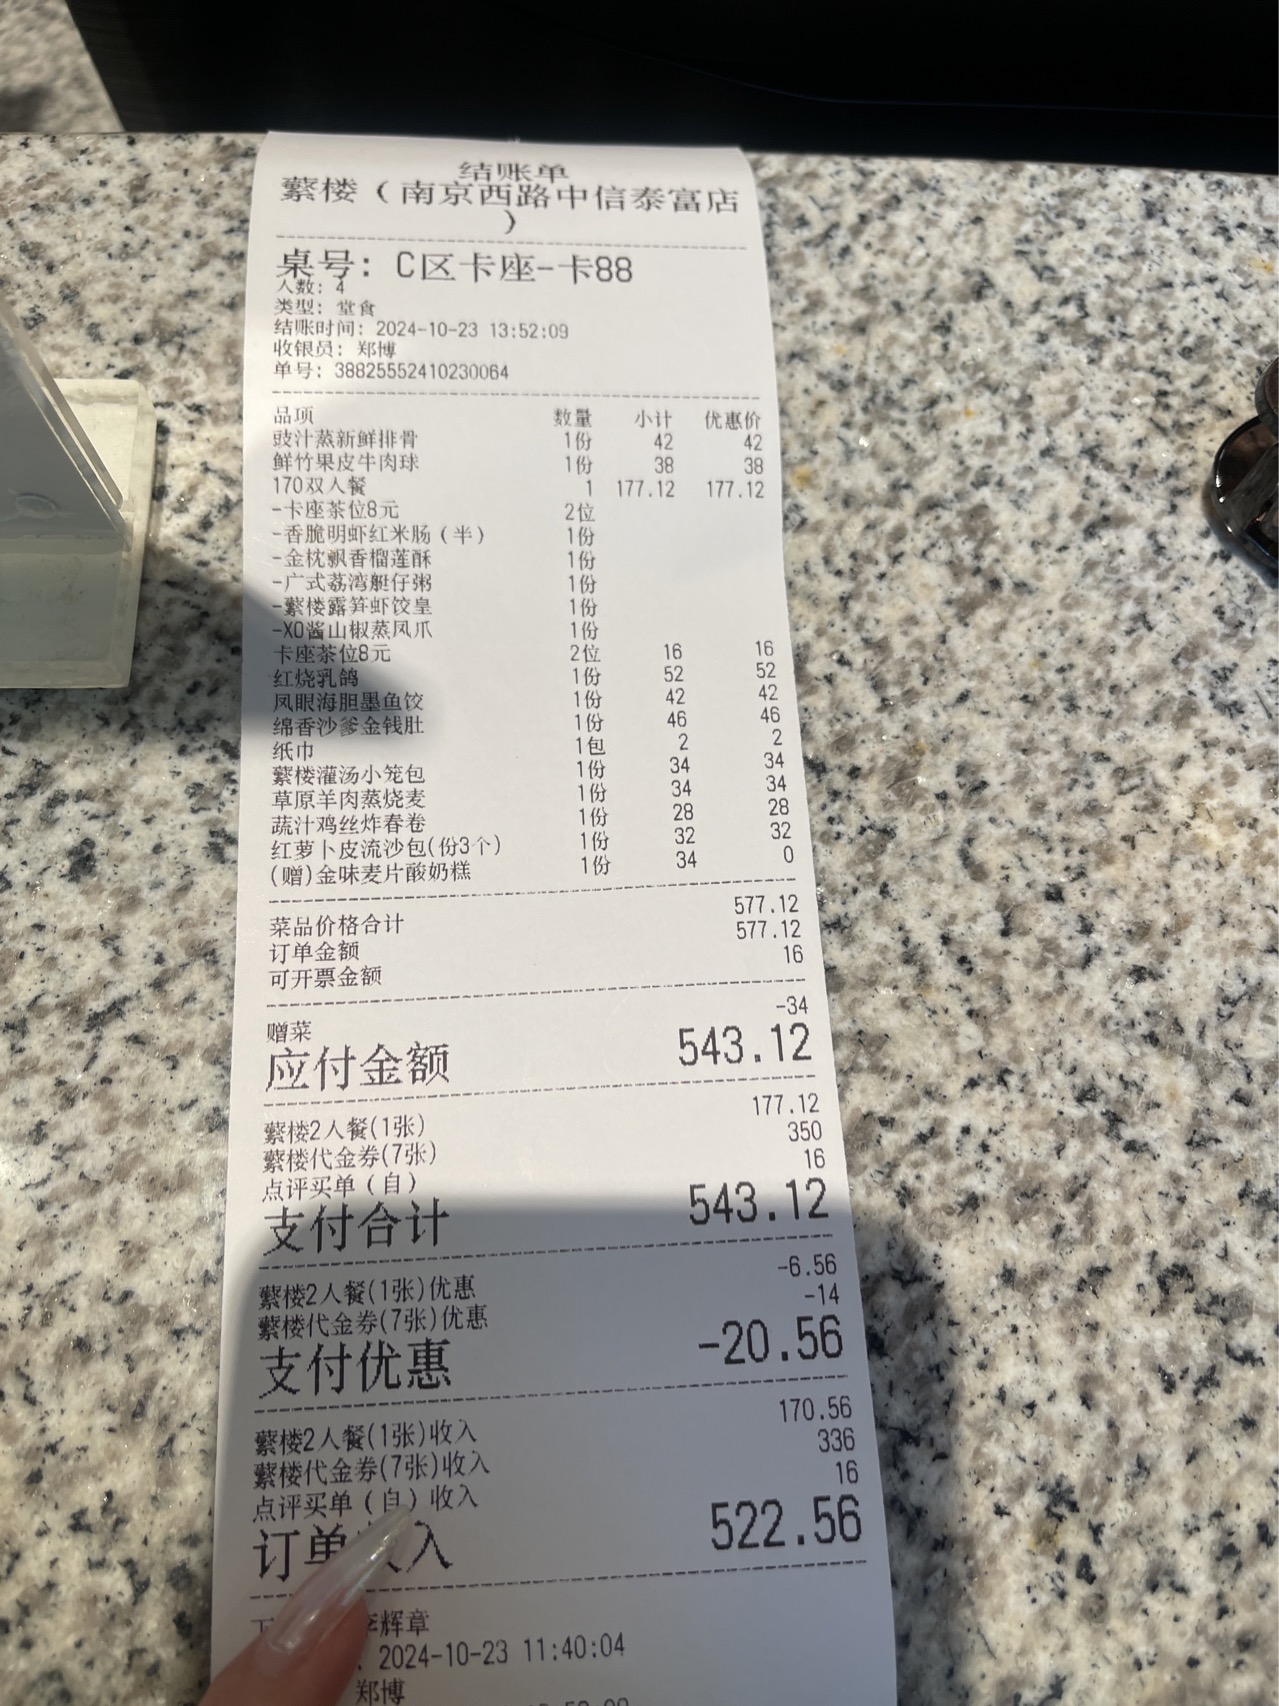 结账单
蘩楼（南京西路中信泰富店
）
桌号: C区卡座-卡88
人数: 4
类型: 堂食
结账时间: 2024-10-23 13:52:09
收银员: 郑博
单号: 38825552410230064
品项 数量 小计 优惠价
豉汁蒸新鲜排骨 1份 42 42
鲜竹果皮牛肉球 1份 38 38
170双人餐 1 177.12 177.12
-卡座茶位8元 2位
-香脆明虾红米肠（半） 1份
-金枕飘香榴莲酥 1份
-广式荔湾艇仔粥 1份
-蘩楼露笋虾饺皇 1份
-XO酱山椒蒸凤爪 1份
卡座茶位8元 2位 16 16
红烧乳鸽 1份 52 52
凤眼海胆墨鱼饺 1份 42 42
绵香沙爹金钱肚 1份 46 46
纸巾 1包 2 2
蘩楼灌汤小笼包 1份 34 34
草原羊肉蒸烧麦 1份 34 34
蔬汁鸡丝炸春卷 1份 28 28
红萝卜皮流沙包(份3个) 1份 32 32
(赠)金味麦片酸奶糕 1份 34 0
菜品价格合计 577.12
订单金额 577.12
可开票金额 16
赠菜 -34
应付金额 543.12
蘩楼2人餐(1张) 177.12
蘩楼代金券(7张) 350
点评买单（自） 16
支付合计 543.12
蘩楼2人餐(1张)优惠 -6.56
蘩楼代金券(7张)优惠 -14
支付优惠 -20.56
蘩楼2人餐(1张)收入 170.56
蘩楼代金券(7张)收入 336
点评买单（自）收入 16
订单收入 522.56
李辉章
2024-10-23 11:40:04
郑博